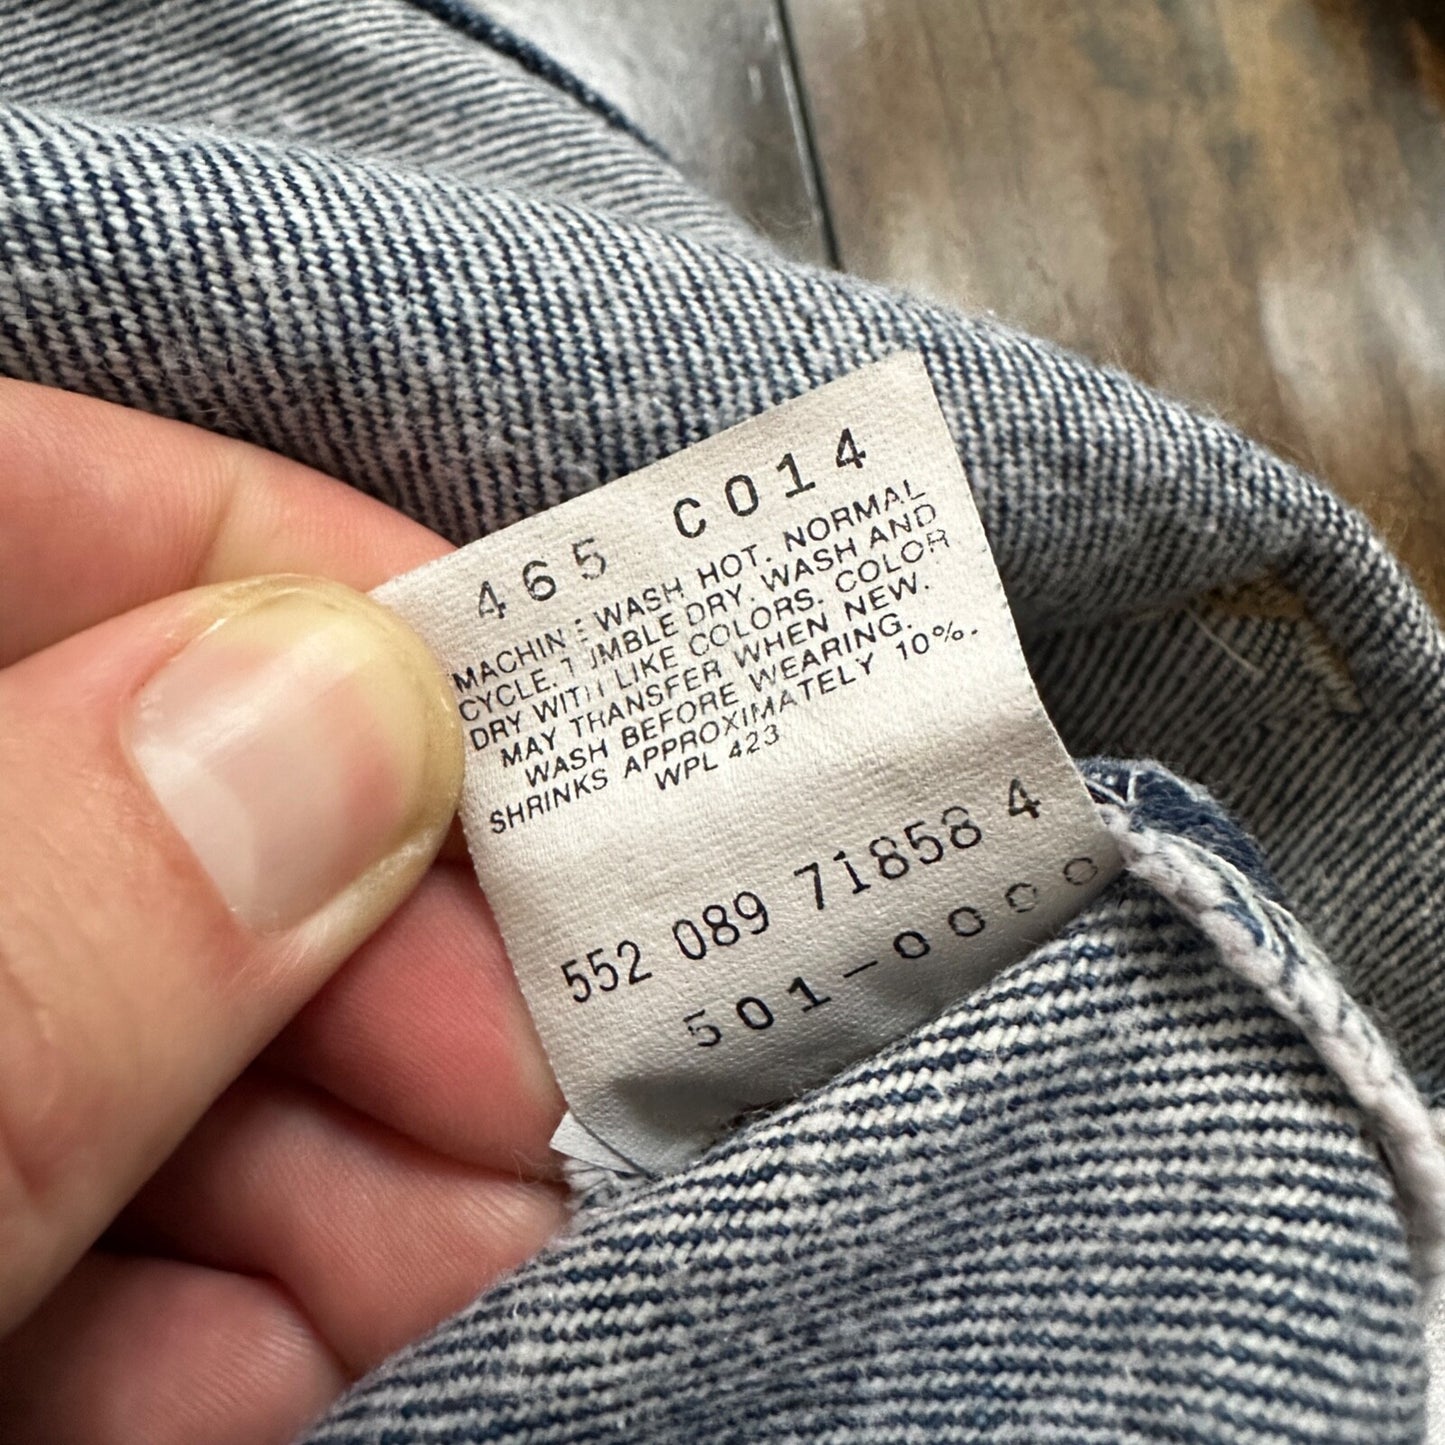 465 C014
MACHINE WASH HOT. NORMAL
CYCLE. TUMBLE DRY. WASH AND
DRY WITH LIKE COLORS. COLOR
MAY TRANSFER WHEN NEW.
WASH BEFORE WEARING.
SHRINKS APPROXIMATELY 10%.
WPL 423
552 089 71858 4
501-0000